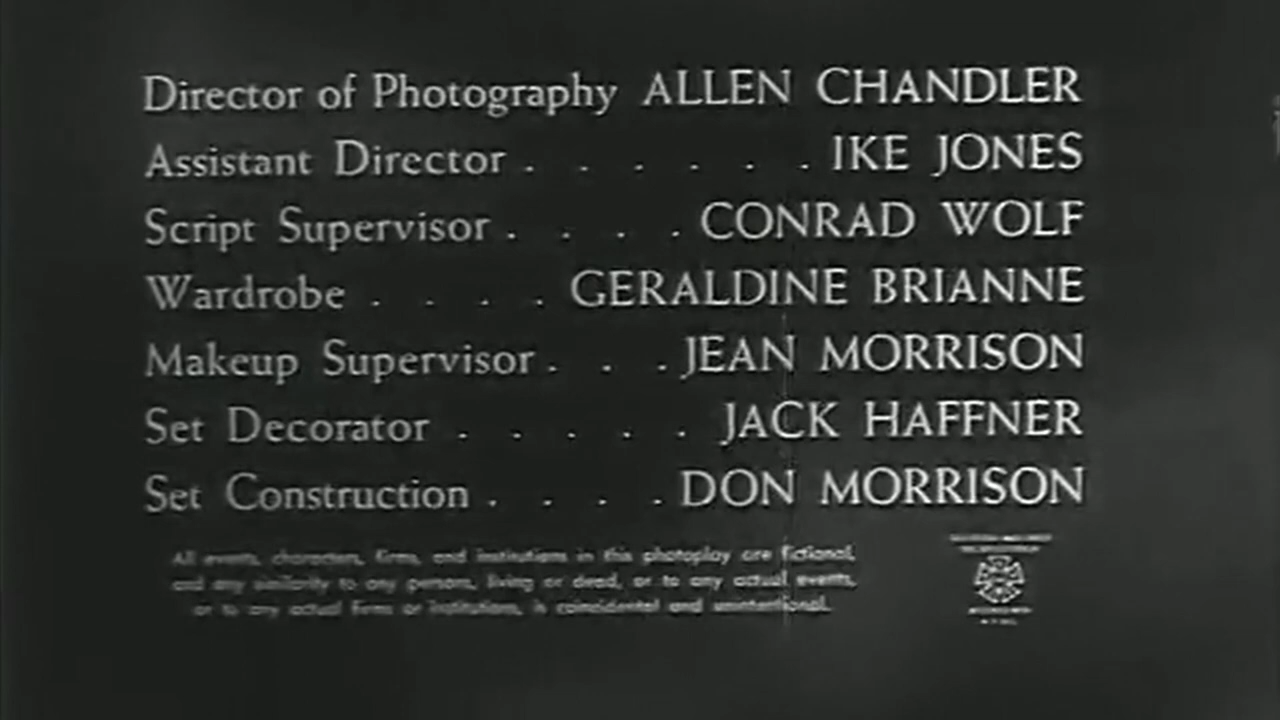 Director of Photography ALLEN CHANDLER
Assistant Director . . . . . . IKE JONES
Script Supervisor . . . . CONRAD WOLF
Wardrobe . . . . GERALDINE BRIANNE
Makeup Supervisor . . . JEAN MORRISON
Set Decorator . . . . . JACK HAFFNER
Set Construction . . . . DON MORRISON
All events, characters, firms, and institutions in this photoplay are fictional,
and any similarity to any persons, living or dead, or to any actual events,
or to any actual firms or institutions, is coincidental and unintentional.